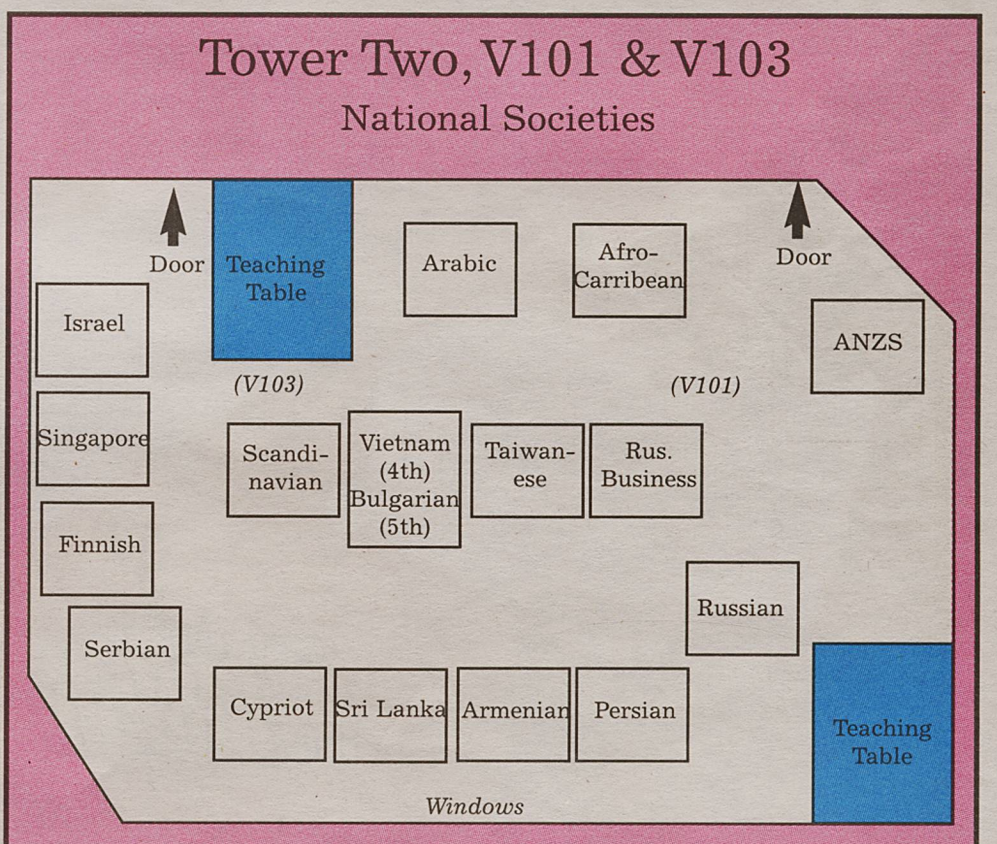 Tower Two, V101 & V103
National Societies
Door
Teaching
Table
Arabic
Afro-
Carribean
Door
Israel
ANZS
(V103)
(V101)
Singapore
Scandi-
navian
Vietnam
(4th)
Bulgarian
(5th)
Taiwan-
ese
Rus.
Business
Finnish
Russian
Serbian
Cypriot
Sri Lanka
Armenian
Persian
Teaching
Table
Windows